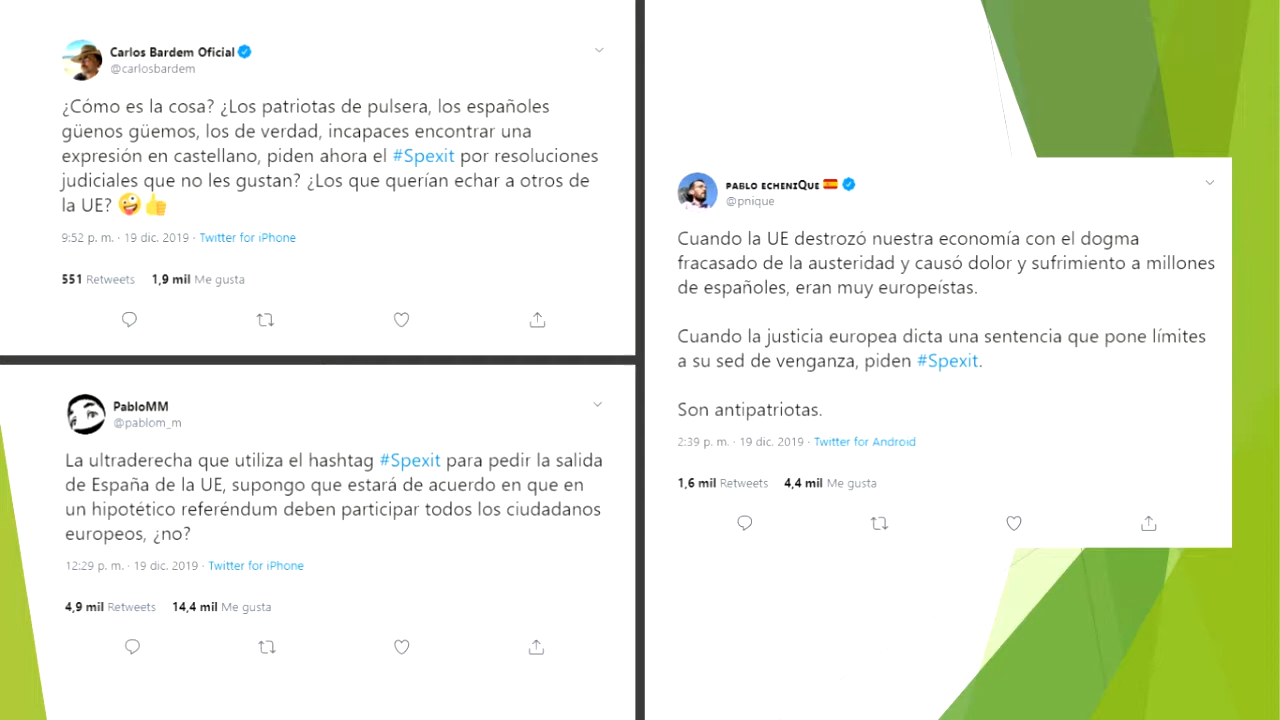 Carlos Bardem Oficial
@carlosbardem
¿Cómo es la cosa? ¿Los patriotas de pulsera, los españoles
güenos güemos, los de verdad, incapaces encontrar una
expresión en castellano, piden ahora el #Spexit por resoluciones
judiciales que no les gustan? ¿Los que querían echar a otros de
la UE? 🤪👍
9:52 p. m. · 19 dic. 2019 · Twitter for iPhone
551 Retweets 1,9 mil Me gusta
PabloMM
@pablom_m
La ultraderecha que utiliza el hashtag #Spexit para pedir la salida
de España de la UE, supongo que estará de acuerdo en que en
un hipotético referéndum deben participar todos los ciudadanos
europeos, ¿no?
12:29 p. m. · 19 dic. 2019 · Twitter for iPhone
4,9 mil Retweets 14,4 mil Me gusta
PABLO ECHENIQUE 🇪🇸
@pnique
Cuando la UE destrozó nuestra economía con el dogma
fracasado de la austeridad y causó dolor y sufrimiento a millones
de españoles, eran muy europeístas.
Cuando la justicia europea dicta una sentencia que pone límites
a su sed de venganza, piden #Spexit.
Son antipatriotas.
2:39 p. m. · 19 dic. 2019 · Twitter for Android
1,6 mil Retweets 4,4 mil Me gusta